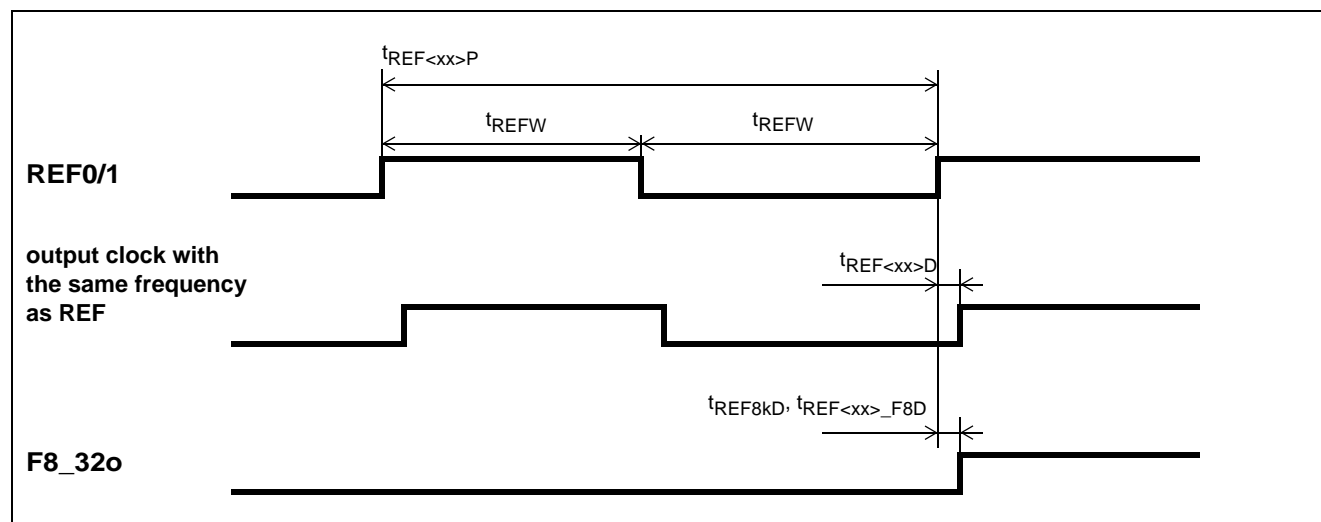 tREF<xx>P
tREFW
tREFW
REF0/1
output clock with
the same frequency
as REF
tREF<xx>D
tREF8kD, tREF<xx>_F8D
F8_32o